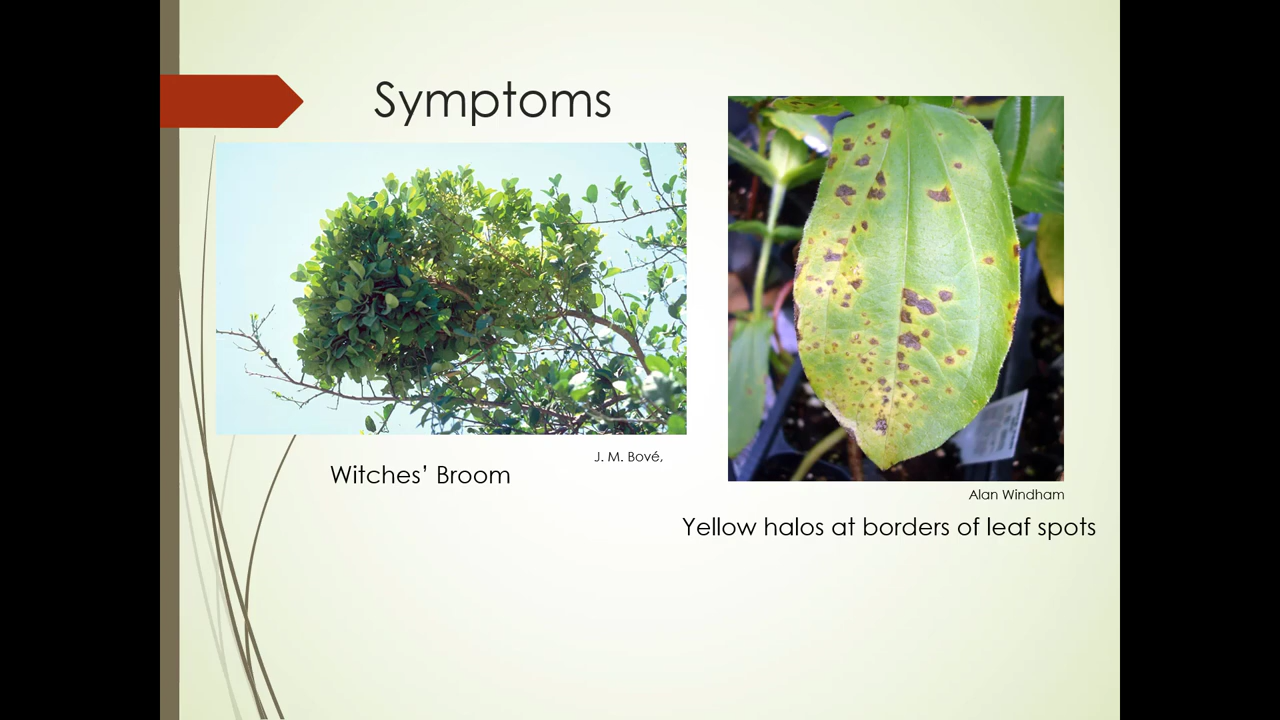 Symptoms
J. M. Bové,
Witches’ Broom
Alan Windham
Yellow halos at borders of leaf spots